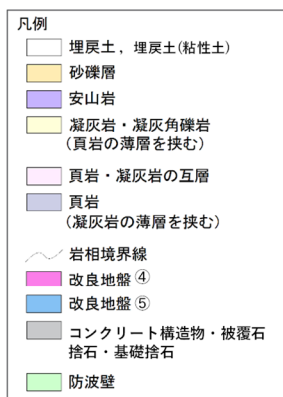 凡例
埋戻土，埋戻土(粘性土)
砂礫層
安山岩
凝灰岩・凝灰角礫岩
(頁岩の薄層を挟む)
頁岩・凝灰岩の互層
頁岩
(凝灰岩の薄層を挟む)
岩相境界線
改良地盤④
改良地盤⑤
コンクリート構造物・被覆石
捨石・基礎捨石
防波壁